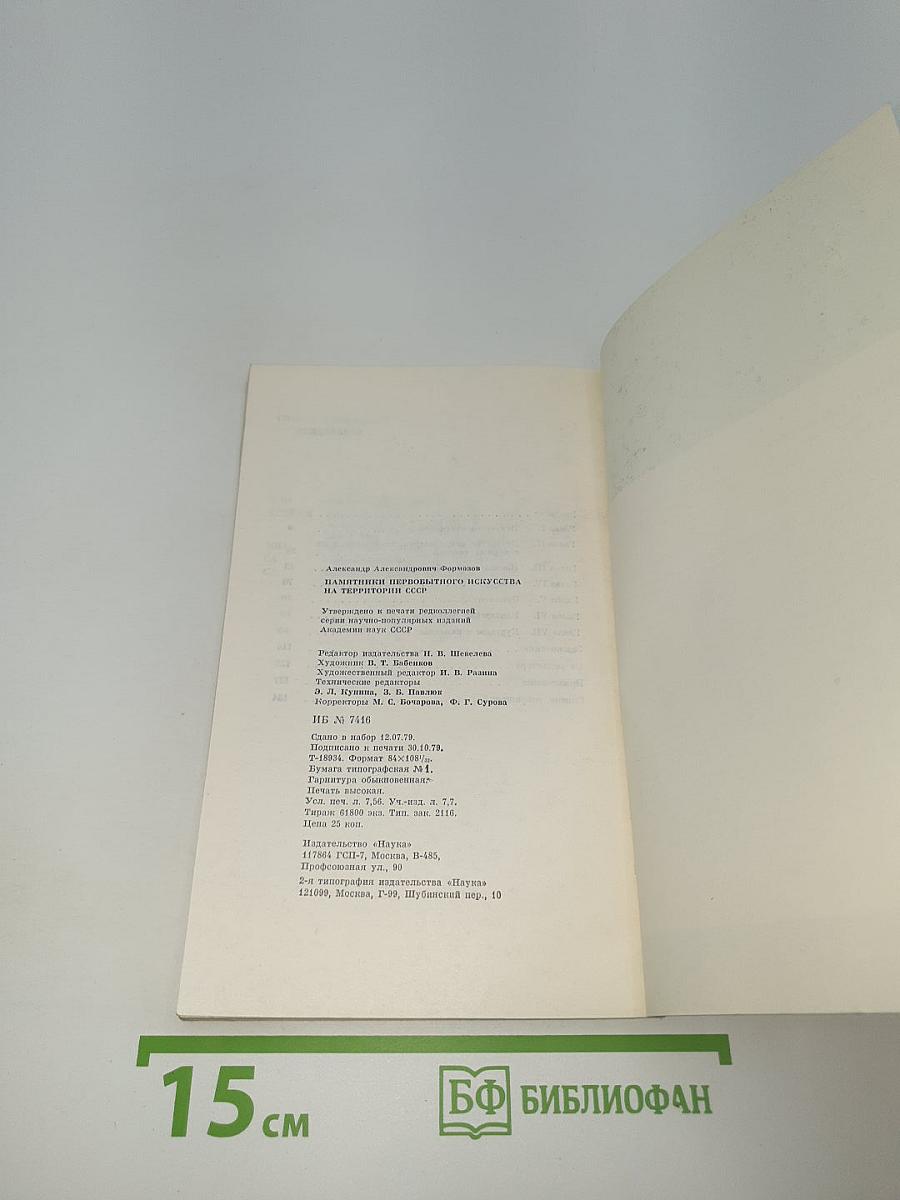 Александр Александрович Формозов
ПАМЯТНИКИ ПЕРВОБЫТНОГО ИСКУССТВА
НА ТЕРРИТОРИИ СССР
Утверждено к печати редколлегией
серии научно-популярных изданий
Академии наук СССР
Редактор издательства Н. В. Шевелева
Художник В. Т. Бабенков
Художественный редактор И. В. Разина
Технические редакторы
Э. Л. Кунина, З. Б. Павлюк
Корректоры М. С. Бочарова, Ф. Г. Сурова
ИБ № 7416
Сдано в набор 12.07.79.
Подписано к печати 30.10.79.
Т-18934. Формат 84×108¹/₃₂.
Бумага типографская № 1.
Гарнитура обыкновенная.
Печать высокая.
Усл. печ. л. 7,56. Уч.-изд. л. 7,7.
Тираж 61800 экз. Тип. зак. 2116.
Цена 25 коп.
Издательство «Наука»
117864 ГСП-7, Москва, В-485,
Профсоюзная ул., 90
2-я типография издательства «Наука»
121099, Москва, Г-99, Шубинский пер., 10
15 см
БФ БИБЛИОФАН